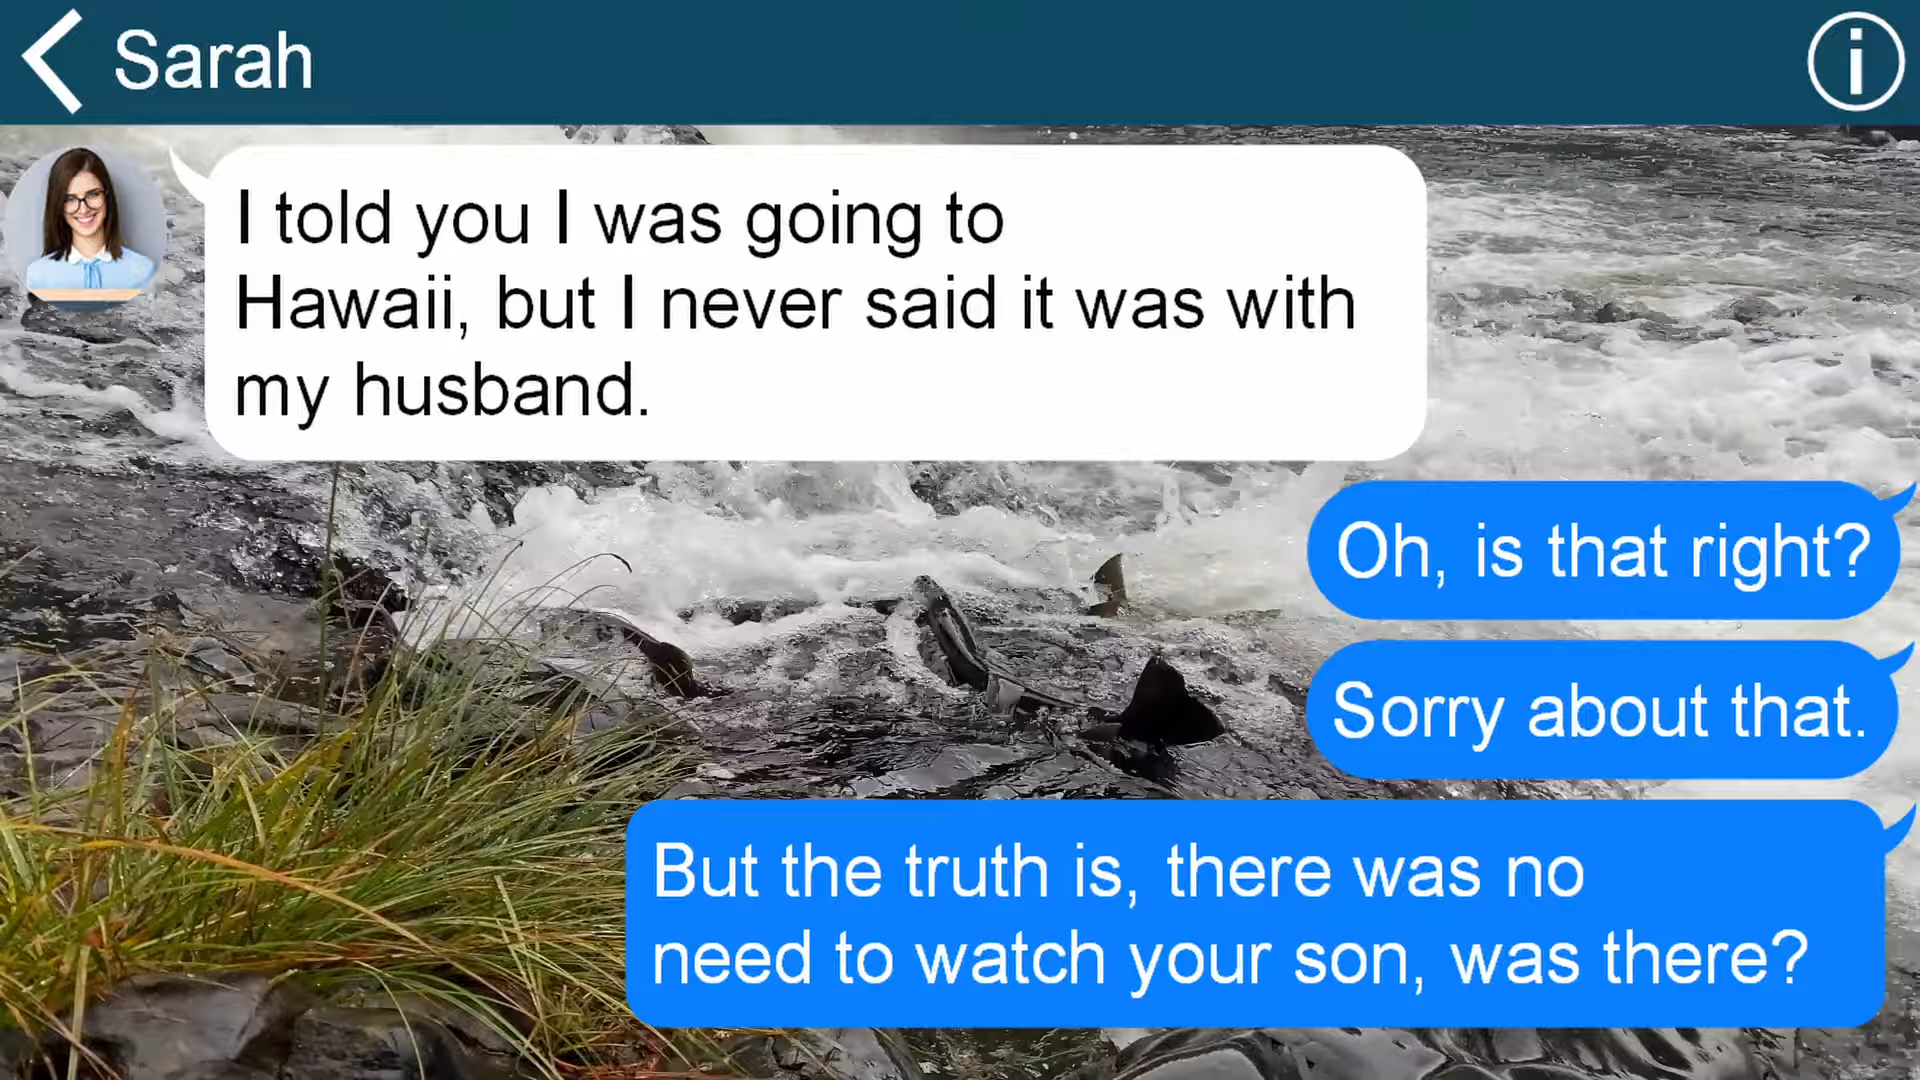 Sarah
I told you I was going to
Hawaii, but I never said it was with
my husband.
Oh, is that right?
Sorry about that.
But the truth is, there was no
need to watch your son, was there?